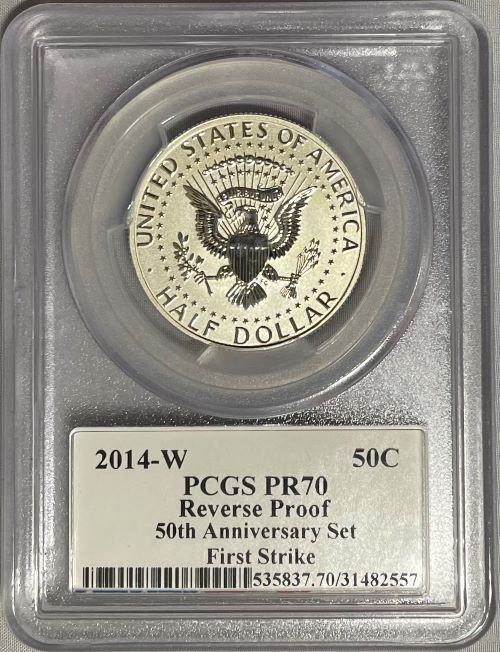 UNITED STATES OF AMERICA
HALF DOLLAR
2014-W 50C
PCGS PR70
Reverse Proof
50th Anniversary Set
First Strike
535837.70/31482557